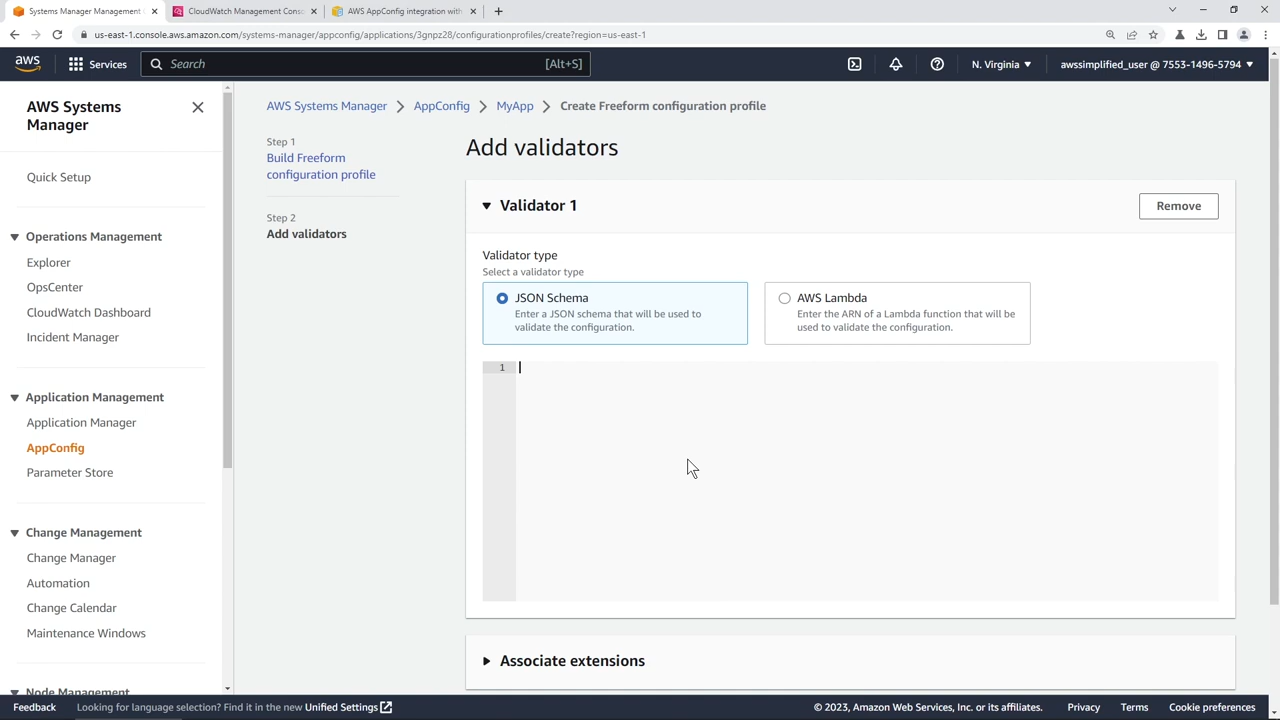 Systems Manager Management
CloudWatch Management Conso
AWS AppConfig integration with
us-east-1.console.aws.amazon.com/systems-manager/appconfig/applications/3gnpz28/configurationprofiles/create?region=us-east-1
aws
Services
Search
[Alt+S]
N. Virginia
awssimplified_user @ 7553-1496-5794
AWS Systems
Manager
Quick Setup
Operations Management
Explorer
OpsCenter
CloudWatch Dashboard
Incident Manager
Application Management
Application Manager
AppConfig
Parameter Store
Change Management
Change Manager
Automation
Change Calendar
Maintenance Windows
Node Management
AWS Systems Manager
AppConfig
MyApp
Create Freeform configuration profile
Step 1
Build Freeform
configuration profile
Step 2
Add validators
Add validators
Validator 1
Remove
Validator type
Select a validator type
JSON Schema
Enter a JSON schema that will be used to
validate the configuration.
AWS Lambda
Enter the ARN of a Lambda function that will be
used to validate the configuration.
1
Associate extensions
Feedback
Looking for language selection? Find it in the new Unified Settings
© 2023, Amazon Web Services, Inc. or its affiliates.
Privacy
Terms
Cookie preferences